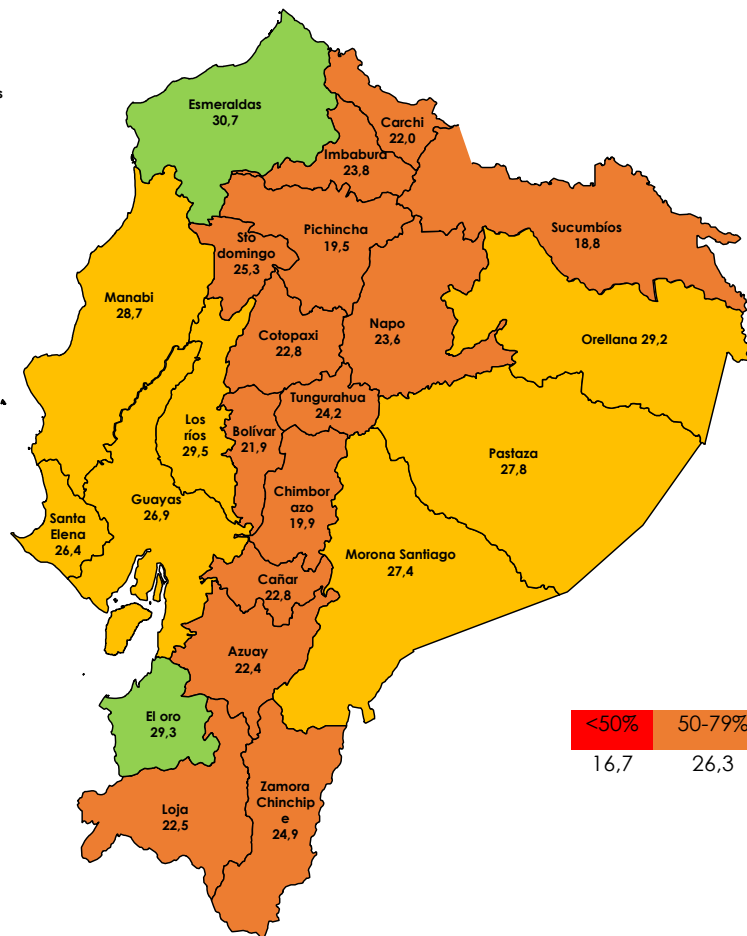 s
Esmeraldas
30,7
Carchi
22,0
Imbabura
23,8
Pichincha
19,5
Sucumbíos
18,8
Sto
domingo
25,3
Manabi
28,7
Cotopaxi
22,8
Napo
23,6
Orellana 29,2
Tungurahua
24,2
Los
ríos
29,5
Bolívar
21,9
Pastaza
27,8
Chimbor
azo
19,9
Guayas
26,9
Santa
Elena
26,4
Morona Santiago
27,4
Cañar
22,8
Azuay
22,4
El oro
29,3
<50% 50-79%
16,7 26,3
Zamora
Chinchip
e
24,9
Loja
22,5